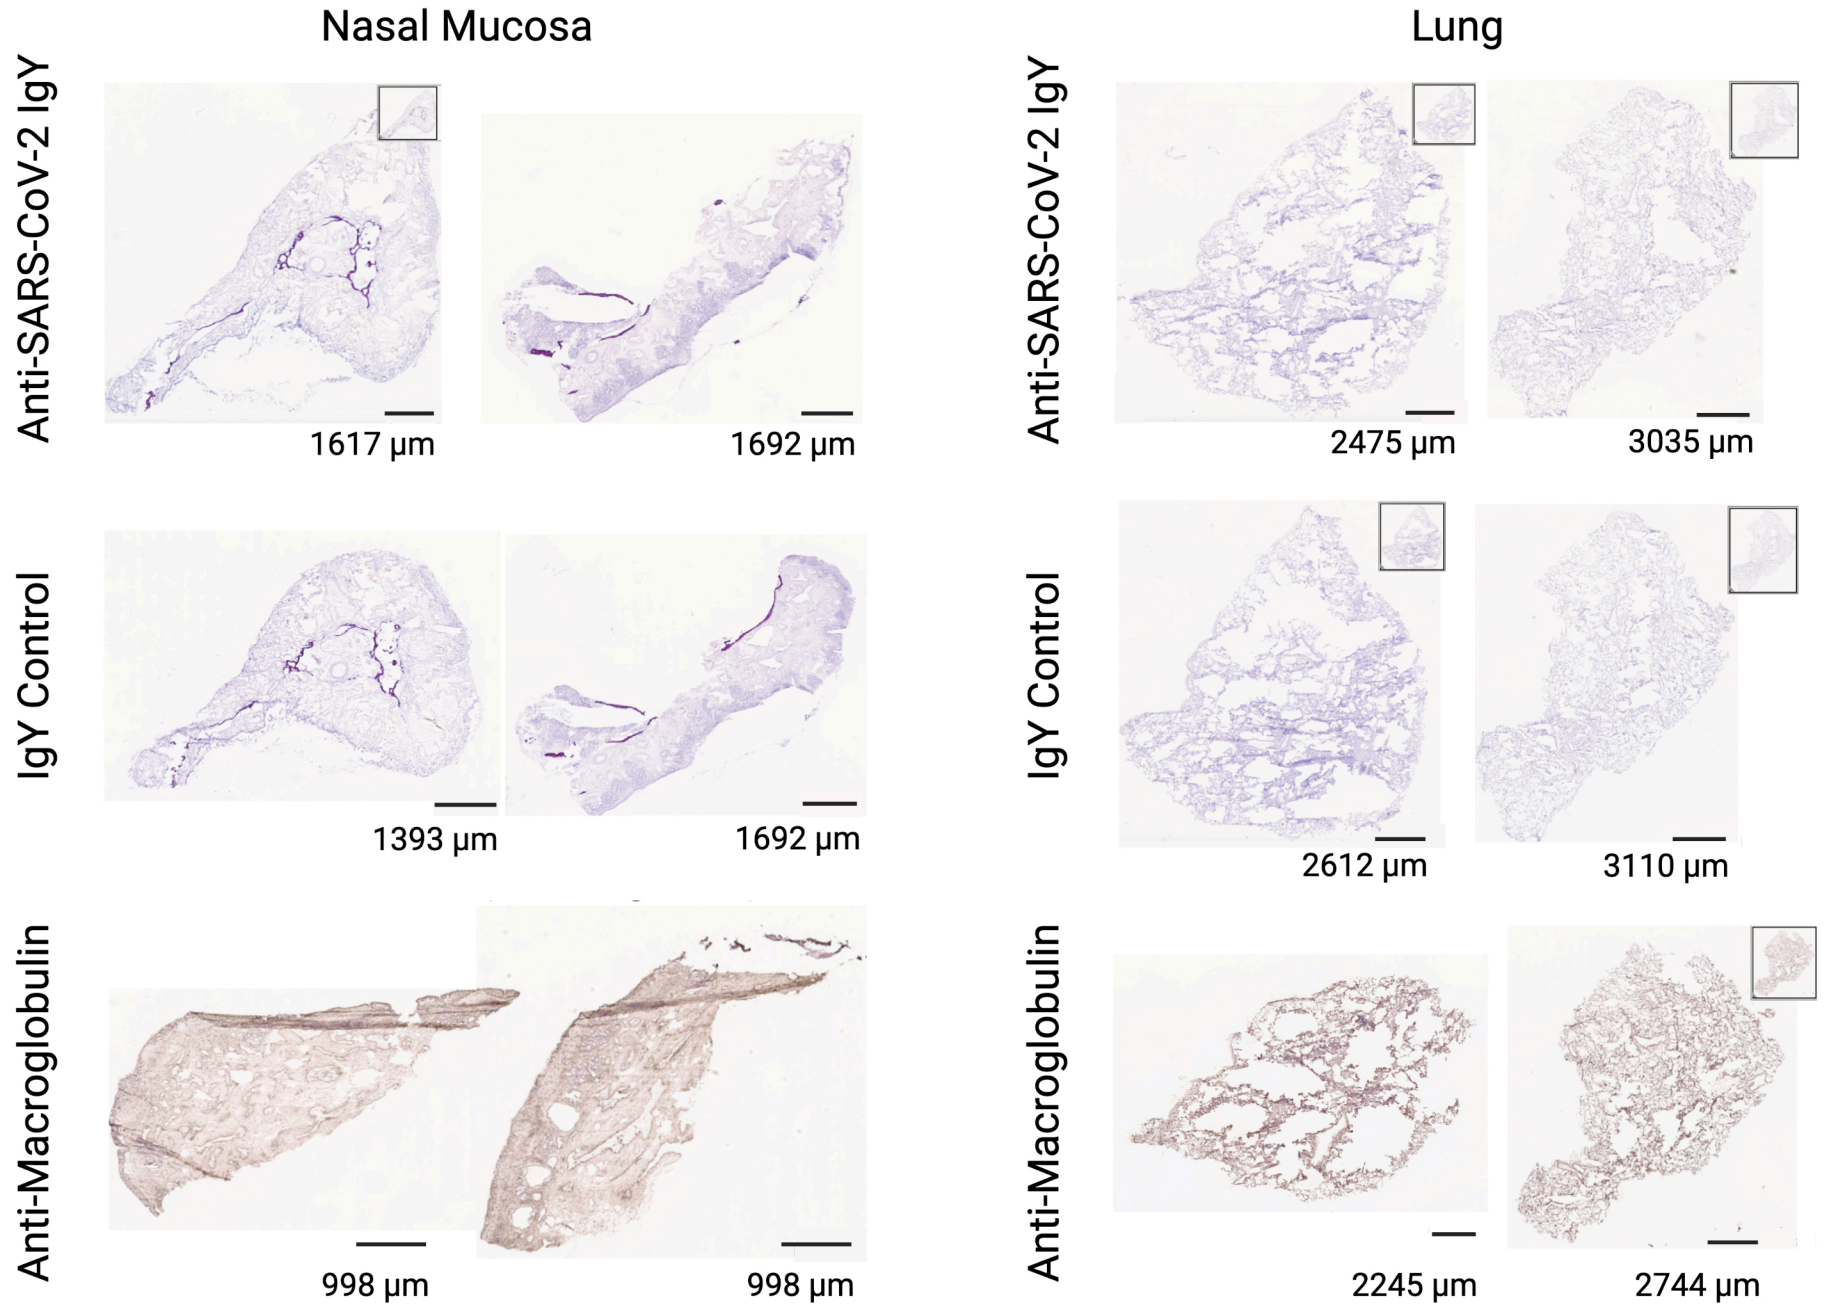 Nasal Mucosa
Lung
Anti-SARS-CoV-2 IgY
1617 µm
1692 µm
Anti-SARS-CoV-2 IgY
2475 µm
3035 µm
IgY Control
1393 µm
1692 µm
IgY Control
2612 µm
3110 µm
Anti-Macroglobulin
998 µm
998 µm
Anti-Macroglobulin
2245 µm
2744 µm